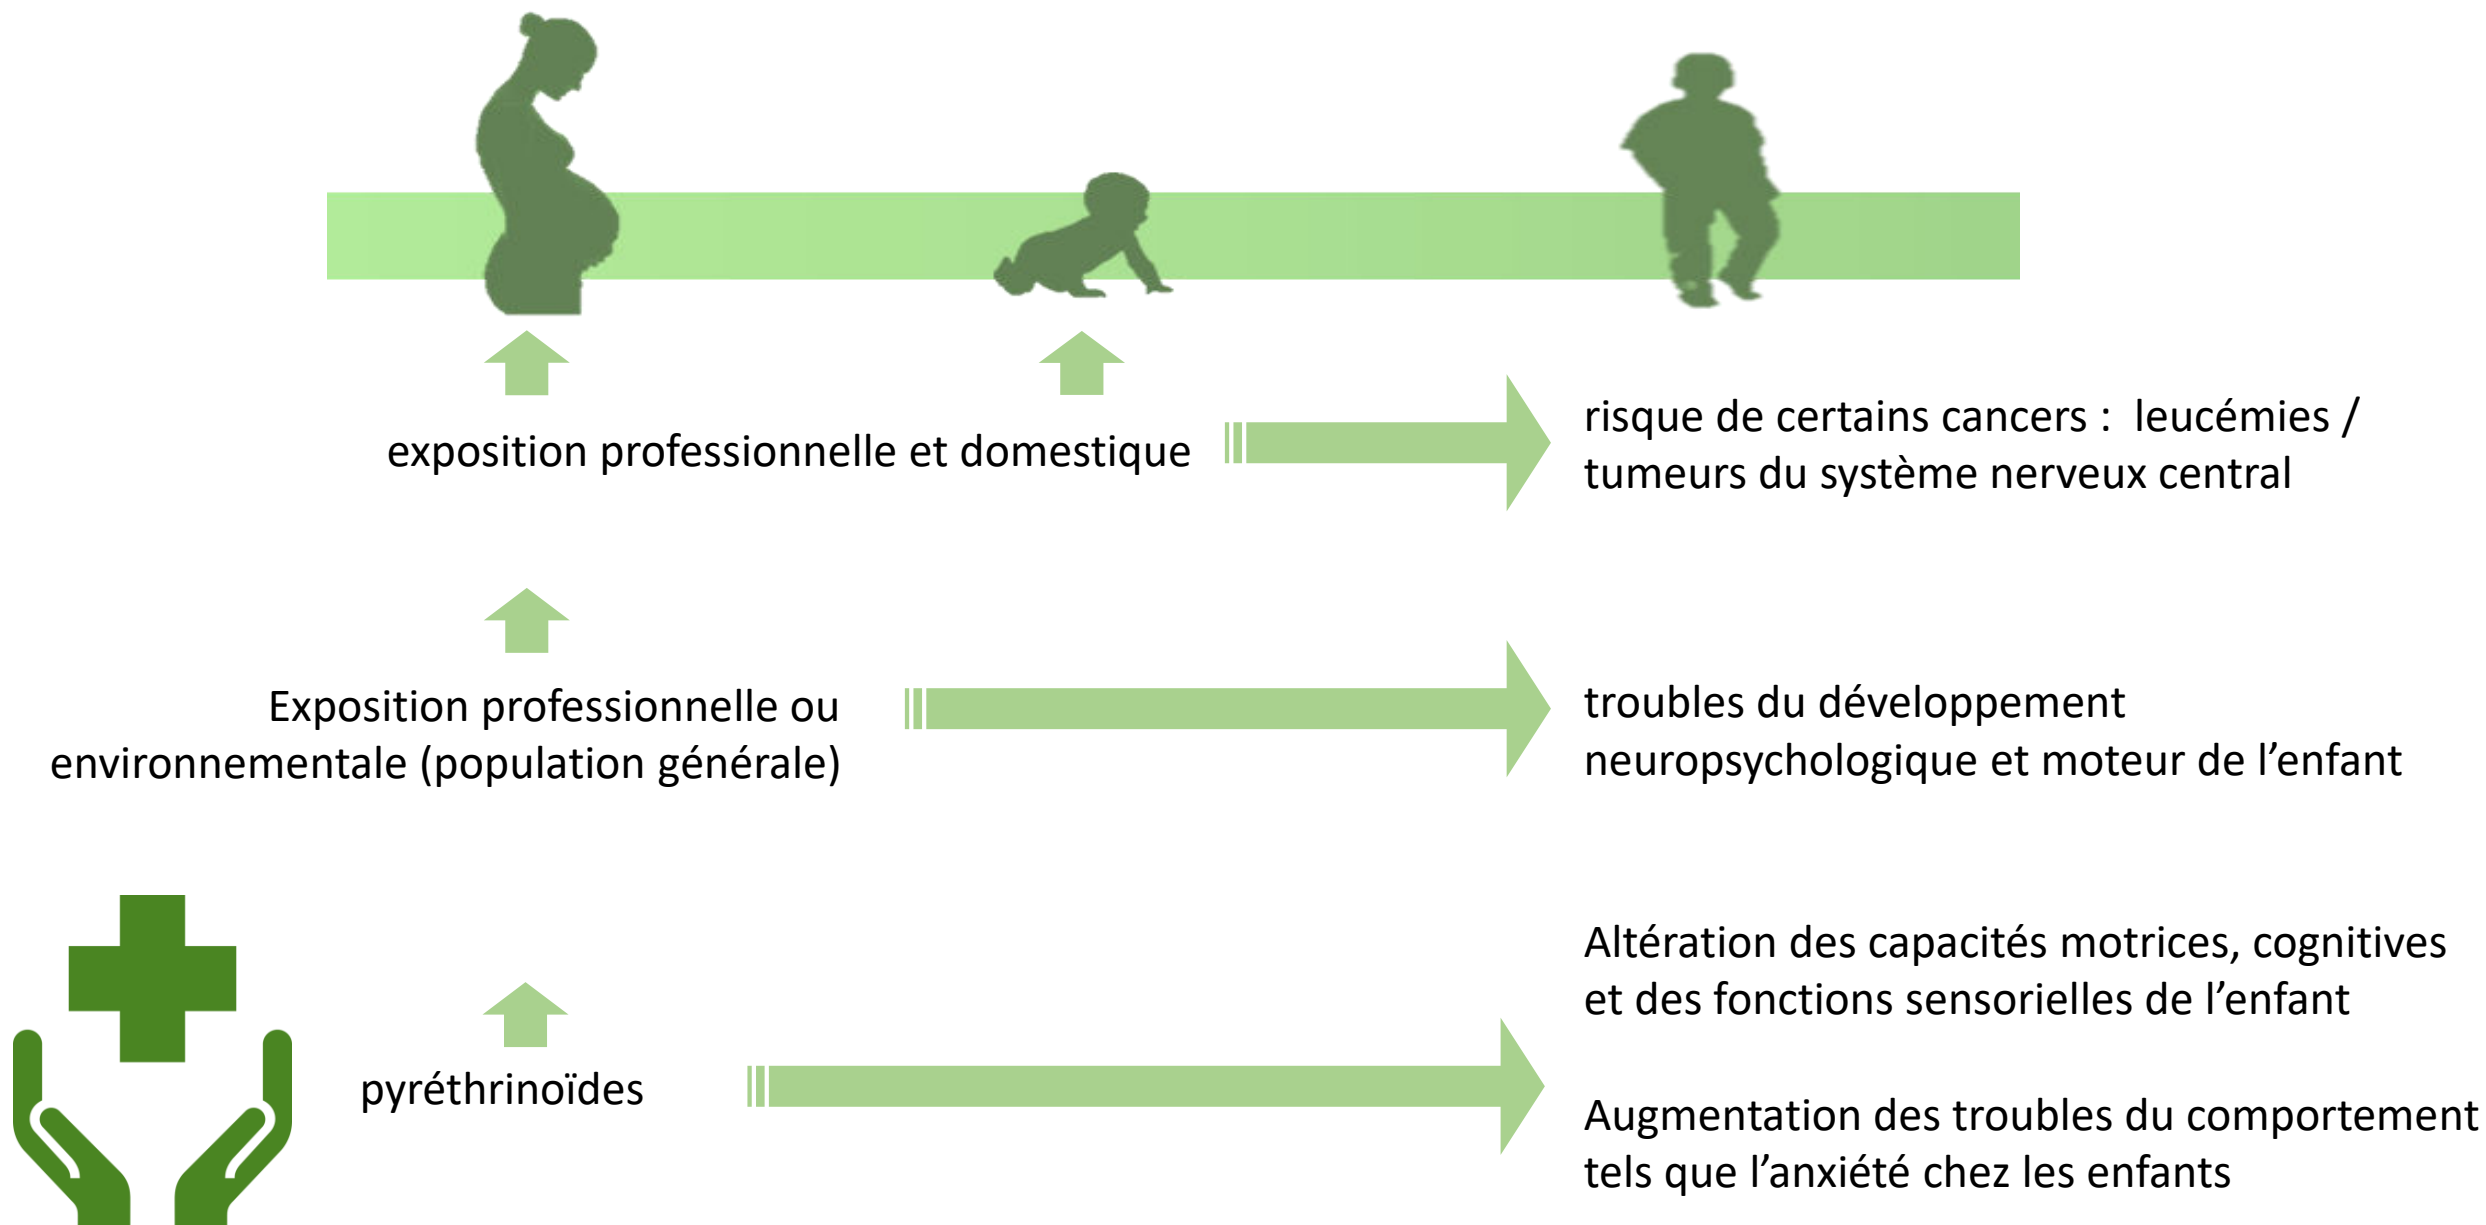 exposition professionnelle et domestique
risque de certains cancers :  leucémies /
tumeurs du système nerveux central
Exposition professionnelle ou
environnementale (population générale)
troubles du développement
neuropsychologique et moteur de l’enfant
pyréthrinoïdes
Altération des capacités motrices, cognitives
et des fonctions sensorielles de l’enfant
Augmentation des troubles du comportement
tels que l’anxiété chez les enfants